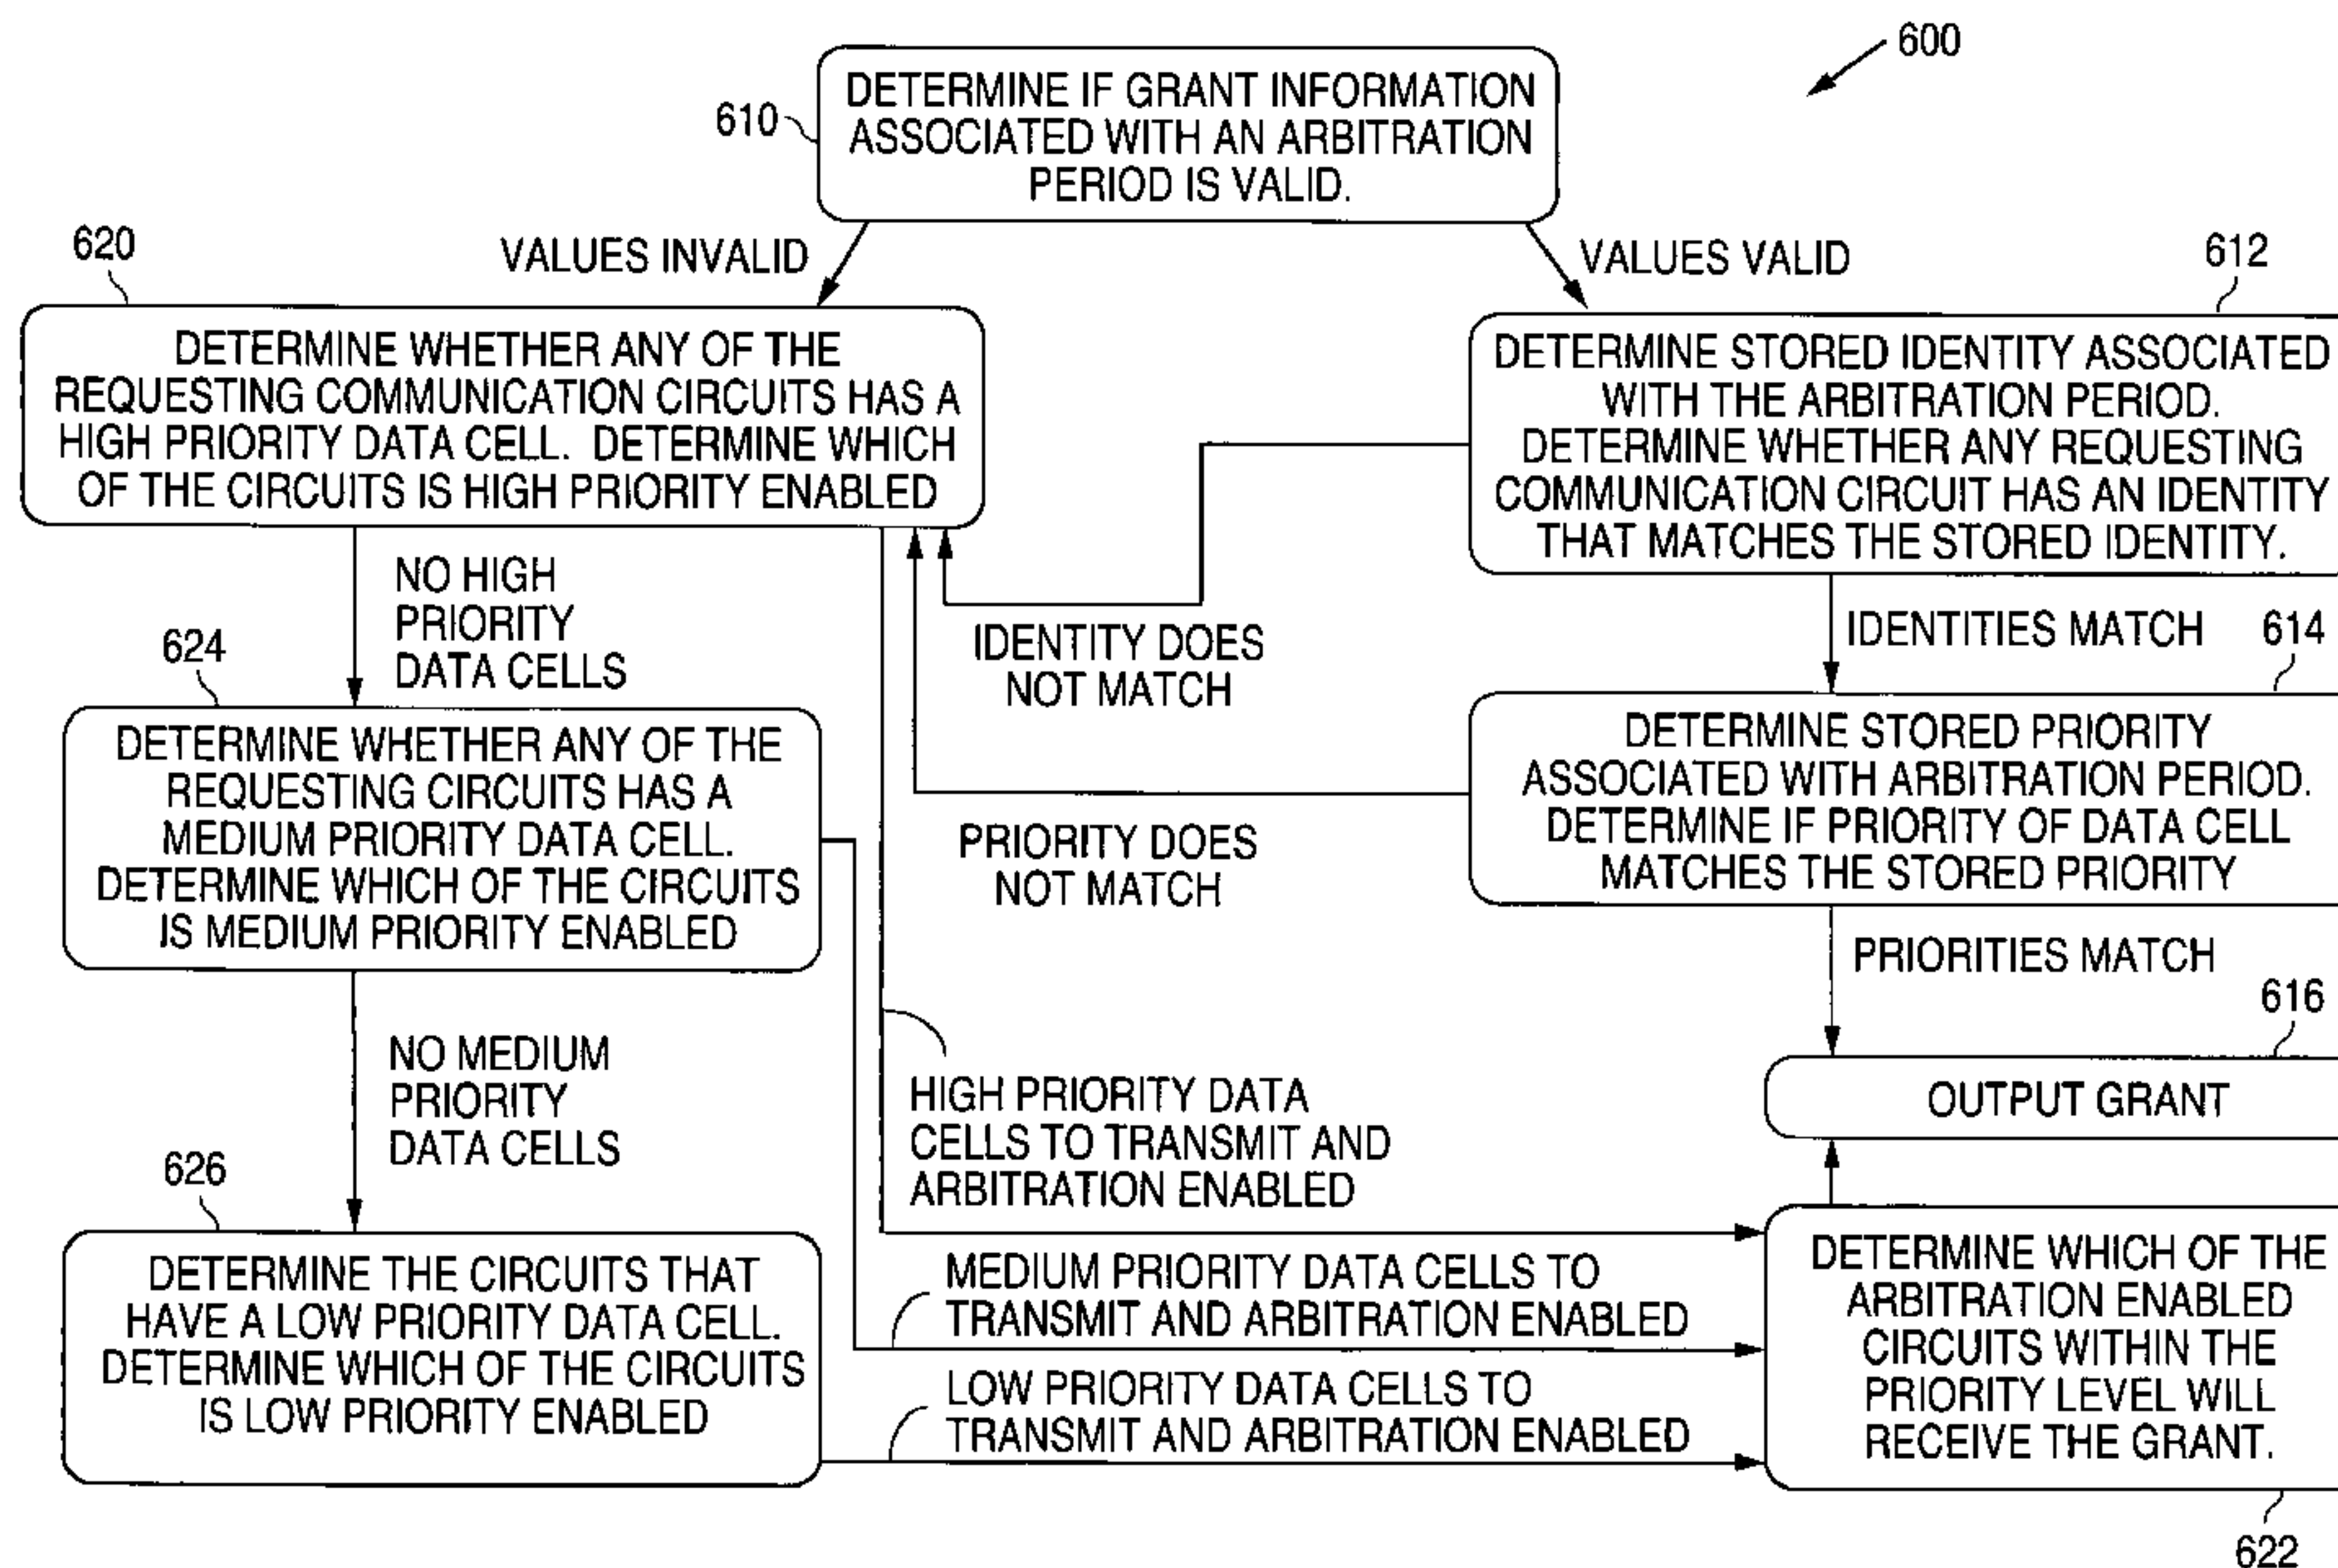 600
610
DETERMINE IF GRANT INFORMATION
ASSOCIATED WITH AN ARBITRATION
PERIOD IS VALID.
VALUES INVALID
VALUES VALID
620
DETERMINE WHETHER ANY OF THE
REQUESTING COMMUNICATION CIRCUITS HAS A
HIGH PRIORITY DATA CELL. DETERMINE WHICH
OF THE CIRCUITS IS HIGH PRIORITY ENABLED
612
DETERMINE STORED IDENTITY ASSOCIATED
WITH THE ARBITRATION PERIOD.
DETERMINE WHETHER ANY REQUESTING
COMMUNICATION CIRCUIT HAS AN IDENTITY
THAT MATCHES THE STORED IDENTITY.
NO HIGH
PRIORITY
DATA CELLS
IDENTITY DOES
NOT MATCH
IDENTITIES MATCH
624
DETERMINE WHETHER ANY OF THE
REQUESTING CIRCUITS HAS A
MEDIUM PRIORITY DATA CELL.
DETERMINE WHICH OF THE CIRCUITS
IS MEDIUM PRIORITY ENABLED
614
DETERMINE STORED PRIORITY
ASSOCIATED WITH ARBITRATION PERIOD.
DETERMINE IF PRIORITY OF DATA CELL
MATCHES THE STORED PRIORITY
PRIORITY DOES
NOT MATCH
PRIORITIES MATCH
616
OUTPUT GRANT
NO MEDIUM
PRIORITY
DATA CELLS
HIGH PRIORITY DATA
CELLS TO TRANSMIT AND
ARBITRATION ENABLED
626
DETERMINE THE CIRCUITS THAT
HAVE A LOW PRIORITY DATA CELL.
DETERMINE WHICH OF THE CIRCUITS
IS LOW PRIORITY ENABLED
MEDIUM PRIORITY DATA CELLS TO
TRANSMIT AND ARBITRATION ENABLED
LOW PRIORITY DATA CELLS TO
TRANSMIT AND ARBITRATION ENABLED
DETERMINE WHICH OF THE
ARBITRATION ENABLED
CIRCUITS WITHIN THE
PRIORITY LEVEL WILL
RECEIVE THE GRANT.
622